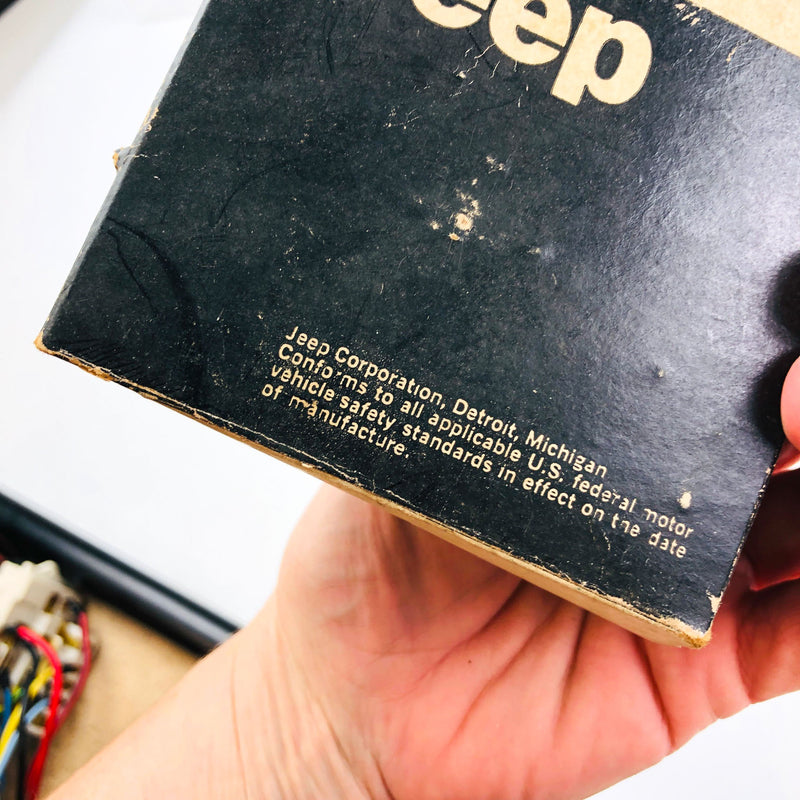 eep
Jeep Corporation, Detroit, Michigan
Conforms to all applicable U.S. federal motor
vehicle safety standards in effect on the date
of manufacture.